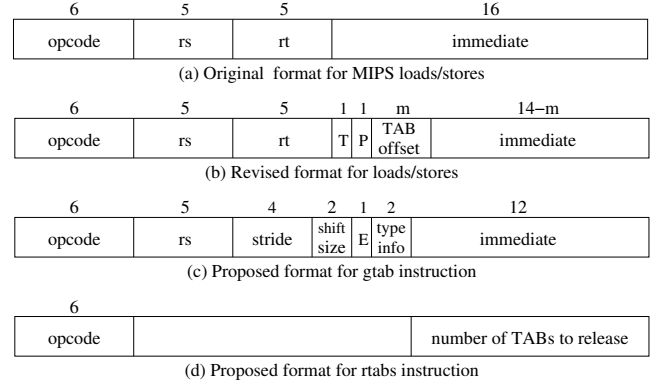 6 5 5 16
opcode rs rt immediate
(a) Original format for MIPS loads/stores
6 5 5 1 1 m 14−m
opcode rs rt T P TAB offset immediate
(b) Revised format for loads/stores
6 5 4 2 1 2 12
opcode rs stride shift size E type info immediate
(c) Proposed format for gtab instruction
6
opcode number of TABs to release
(d) Proposed format for rtabs instruction